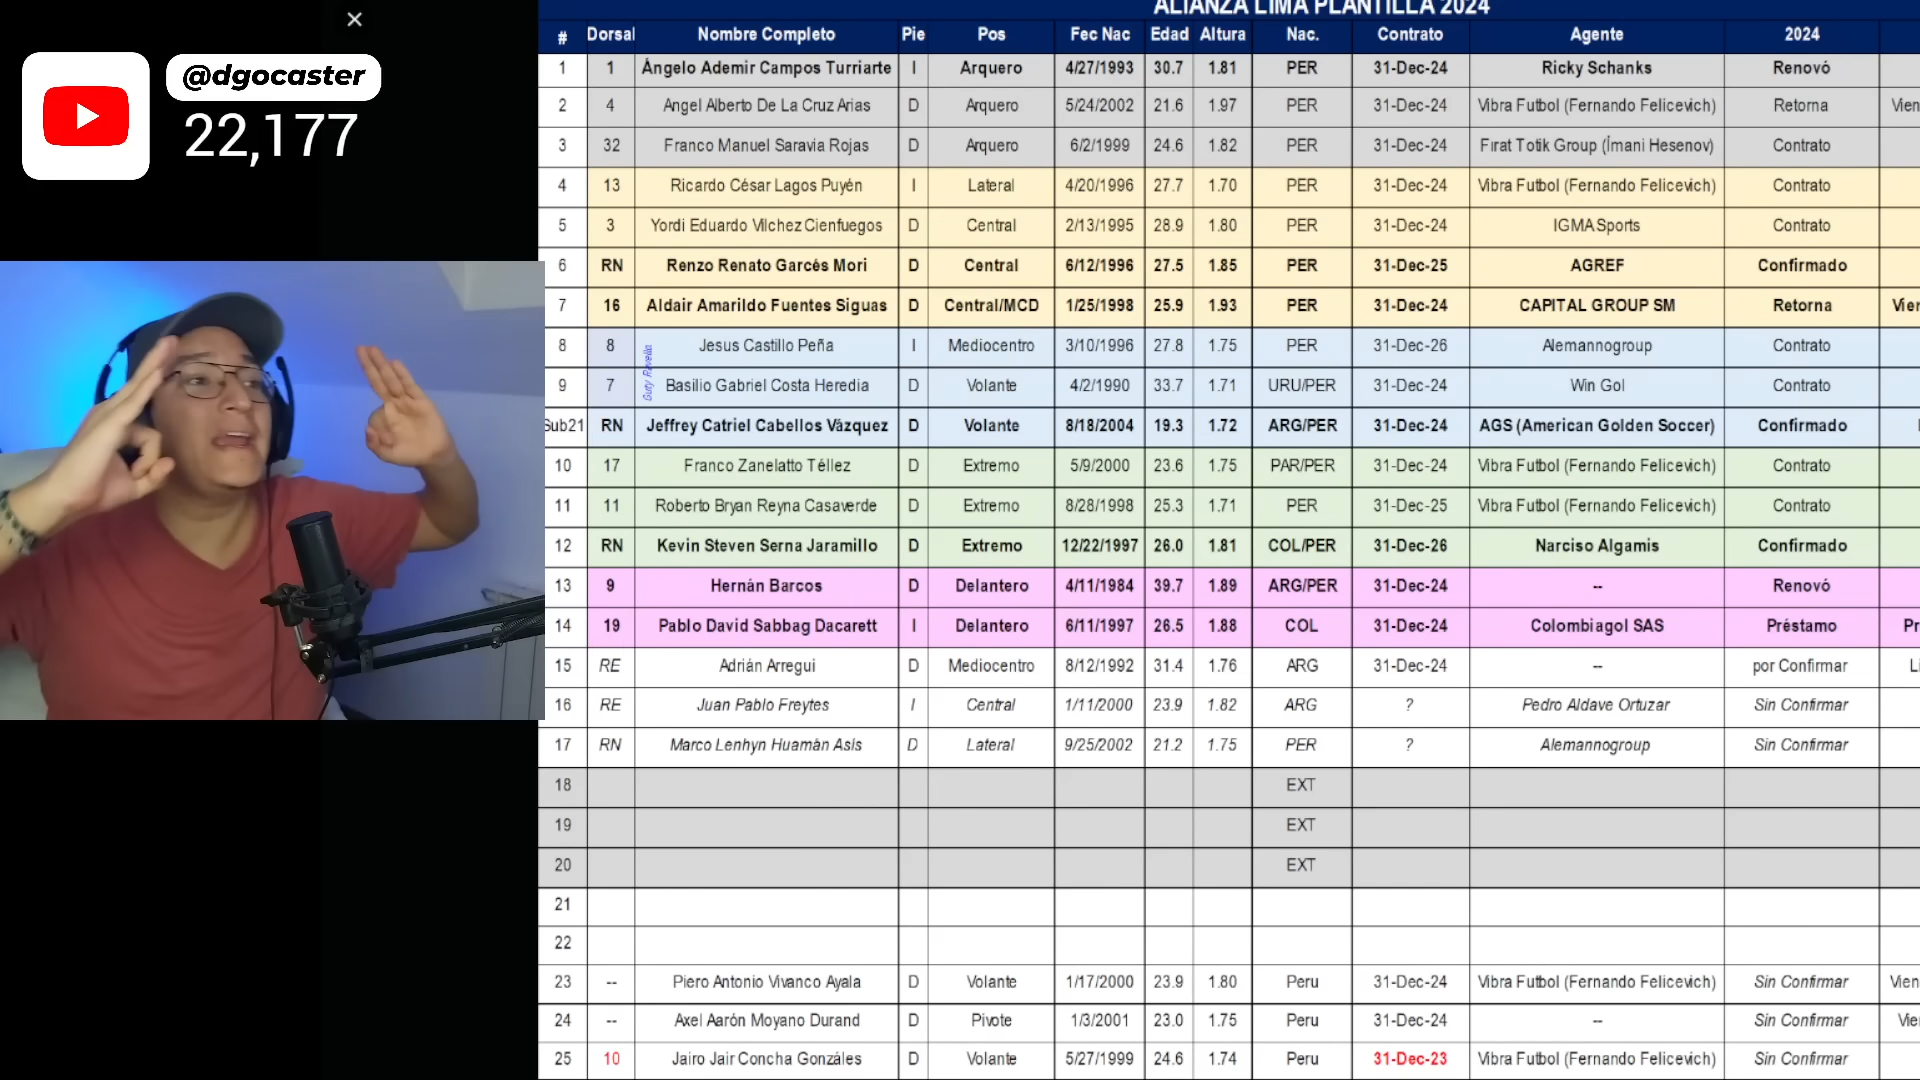 @dgocaster
22,177
ALIANZA LIMA PLANTILLA 2024
# Dorsal Nombre Completo Pie Pos Fec Nac Edad Altura Nac. Contrato Agente 2024
1 1 Ángelo Ademir Campos Turriarte I Arquero 4/27/1993 30.7 1.81 PER 31-Dec-24 Ricky Schanks Renovó
2 4 Angel Alberto De La Cruz Arias D Arquero 5/24/2002 21.6 1.97 PER 31-Dec-24 Vibra Futbol (Fernando Felicevich) Retorna Vien
3 32 Franco Manuel Saravia Rojas D Arquero 6/2/1999 24.6 1.82 PER 31-Dec-24 Fırat Totik Group (Ímani Hesenov) Contrato
4 13 Ricardo César Lagos Puyén I Lateral 4/20/1996 27.7 1.70 PER 31-Dec-24 Vibra Futbol (Fernando Felicevich) Contrato
5 3 Yordi Eduardo Vilchez Cienfuegos D Central 2/13/1995 28.9 1.80 PER 31-Dec-24 IGMASports Contrato
6 RN Renzo Renato Garcés Mori D Central 6/12/1996 27.5 1.85 PER 31-Dec-25 AGREF Confirmado
7 16 Aldair Amarildo Fuentes Siguas D Central/MCD 1/25/1998 25.9 1.93 PER 31-Dec-24 CAPITAL GROUP SM Retorna Vien
8 8 Jesus Castillo Peña I Mediocentro 3/10/1996 27.8 1.75 PER 31-Dec-26 Alemannogroup Contrato
9 7 Basilio Gabriel Costa Heredia D Volante 4/2/1990 33.7 1.71 URU/PER 31-Dec-24 Win Gol Contrato
Sub21 RN Jeffrey Catriel Cabellos Vázquez D Volante 8/18/2004 19.3 1.72 ARG/PER 31-Dec-24 AGS (American Golden Soccer) Confirmado
10 17 Franco Zanelatto Téllez D Extremo 5/9/2000 23.6 1.75 PAR/PER 31-Dec-24 Vibra Futbol (Fernando Felicevich) Contrato
11 11 Roberto Bryan Reyna Casaverde D Extremo 8/28/1998 25.3 1.71 PER 31-Dec-25 Vibra Futbol (Fernando Felicevich) Contrato
12 RN Kevin Steven Serna Jaramillo D Extremo 12/22/1997 26.0 1.81 COL/PER 31-Dec-26 Narciso Algamis Confirmado
13 9 Hernán Barcos D Delantero 4/11/1984 39.7 1.89 ARG/PER 31-Dec-24 -- Renovó
14 19 Pablo David Sabbag Dacarett I Delantero 6/11/1997 26.5 1.88 COL 31-Dec-24 Colombiagol SAS Préstamo Pr
15 RE Adrián Arregui D Mediocentro 8/12/1992 31.4 1.76 ARG 31-Dec-24 -- por Confirmar Li
16 RE Juan Pablo Freytes I Central 1/11/2000 23.9 1.82 ARG ? Pedro Aldave Ortuzar Sin Confirmar
17 RN Marco Lenhyn Huamán Asís D Lateral 9/25/2002 21.2 1.75 PER ? Alemannogroup Sin Confirmar
18 EXT
19 EXT
20 EXT
21
22
23 -- Piero Antonio Vivanco Ayala D Volante 1/17/2000 23.9 1.80 Peru 31-Dec-24 Vibra Futbol (Fernando Felicevich) Sin Confirmar Vien
24 -- Axel Aarón Moyano Durand D Pivote 1/3/2001 23.0 1.75 Peru 31-Dec-24 -- Sin Confirmar Vie
25 10 Jairo Jair Concha Gonzáles D Volante 5/27/1999 24.6 1.74 Peru 31-Dec-23 Vibra Futbol (Fernando Felicevich) Sin Confirmar